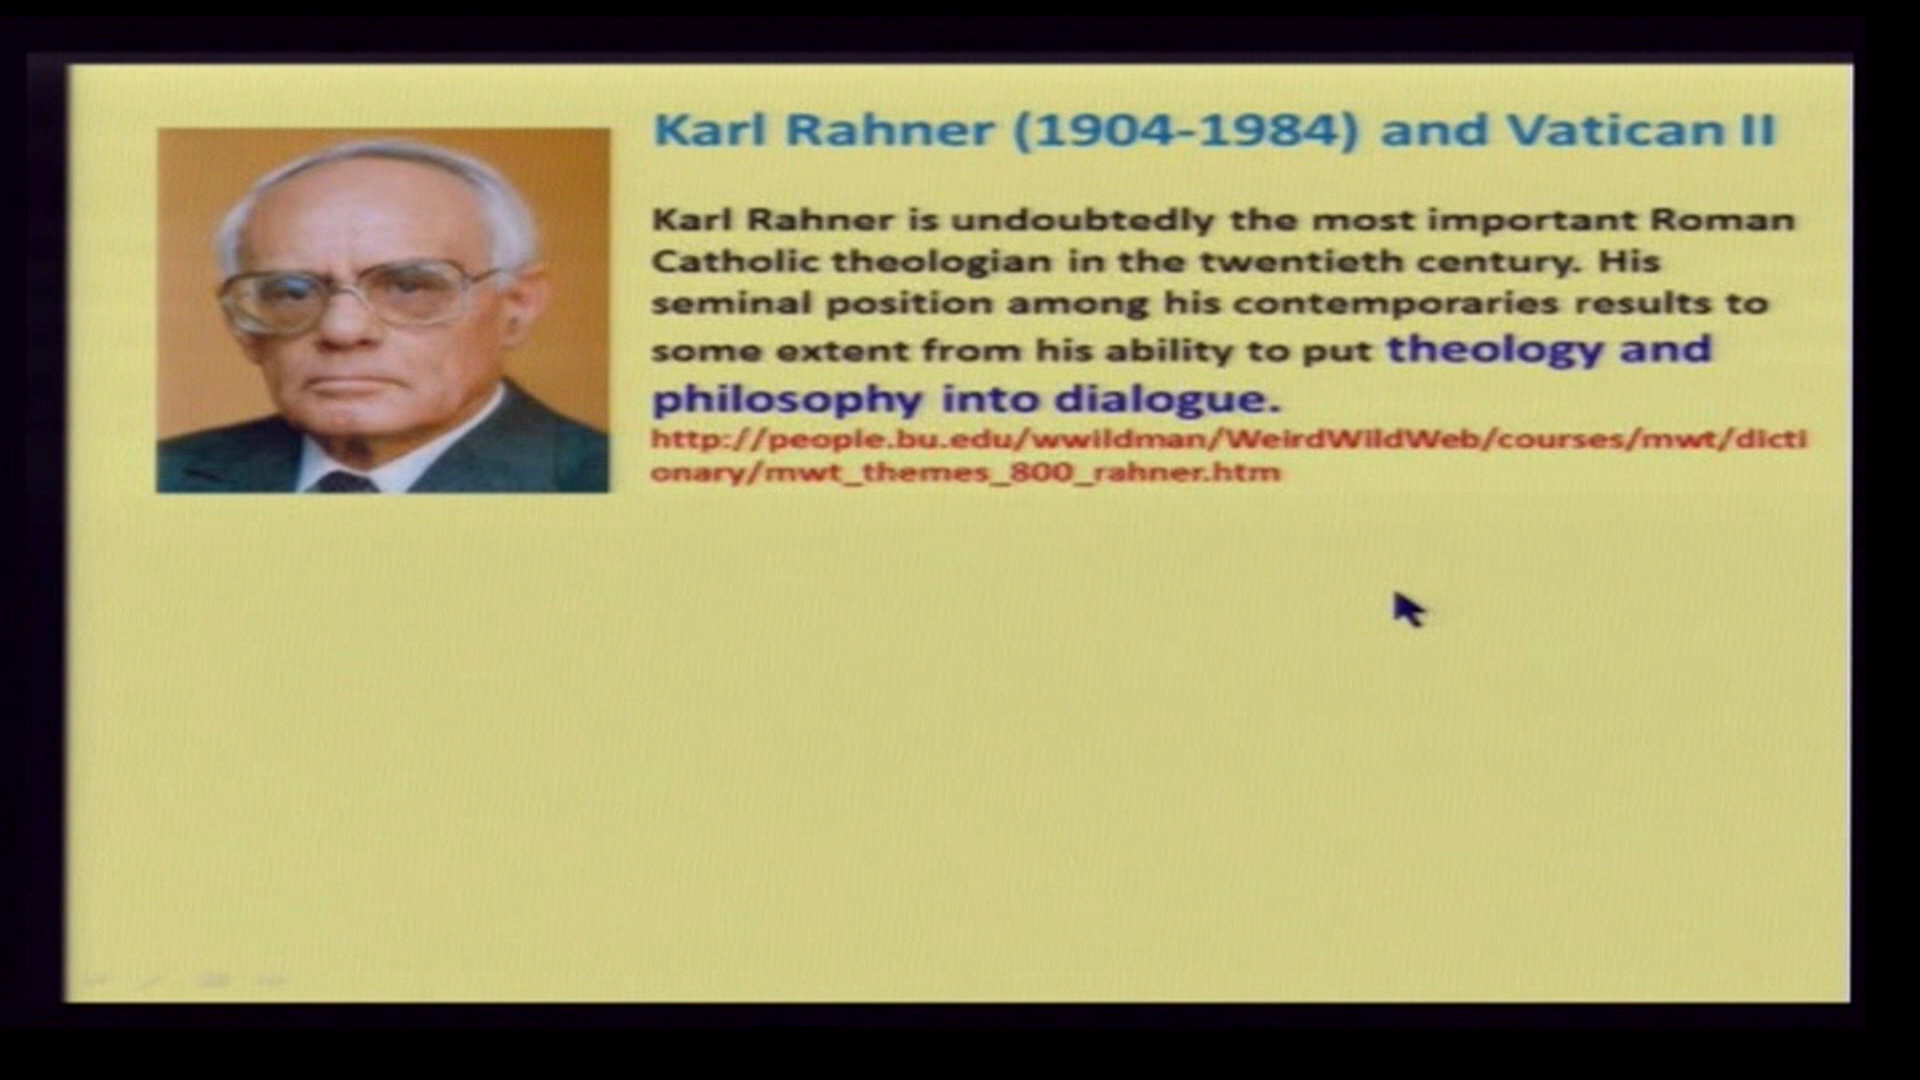 Karl Rahner (1904-1984) and Vatican II
Karl Rahner is undoubtedly the most important Roman
Catholic theologian in the twentieth century. His
seminal position among his contemporaries results to
some extent from his ability to put theology and
philosophy into dialogue.
http://people.bu.edu/wwildman/WeirdWildWeb/courses/mwt/dicti
onary/mwt_themes_800_rahner.htm